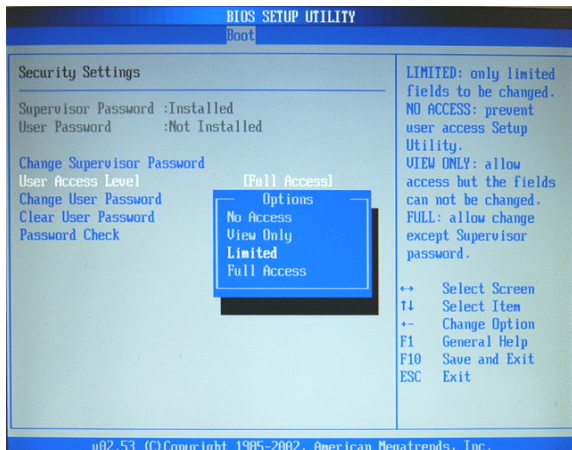 BIOS SETUP UTILITY
Boot
Security Settings
Supervisor Password :Installed
User Password :Not Installed
Change Supervisor Password
User Access Level [Full Access]
Change User Password
Clear User Password
Password Check
Options
No Access
View Only
Limited
Full Access
LIMITED: only limited
fields to be changed.
NO ACCESS: prevent
user access Setup
Utility.
VIEW ONLY: allow
access but the fields
can not be changed.
FULL: allow change
except Supervisor
password.
↔ Select Screen
↑↓ Select Item
+- Change Option
F1 General Help
F10 Save and Exit
ESC Exit
v02.53 (C)Copyright 1985-2002, American Megatrends, Inc.